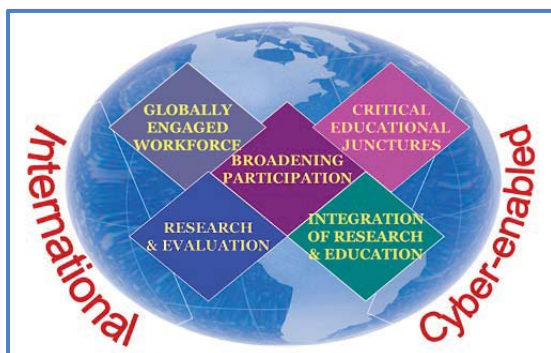 GLOBALLY
ENGAGED
WORKFORCE
CRITICAL
EDUCATIONAL
JUNCTURES
BROADENING
PARTICIPATION
RESEARCH
& EVALUATION
INTEGRATION
OF RESEARCH
& EDUCATION
International
Cyber-enabled